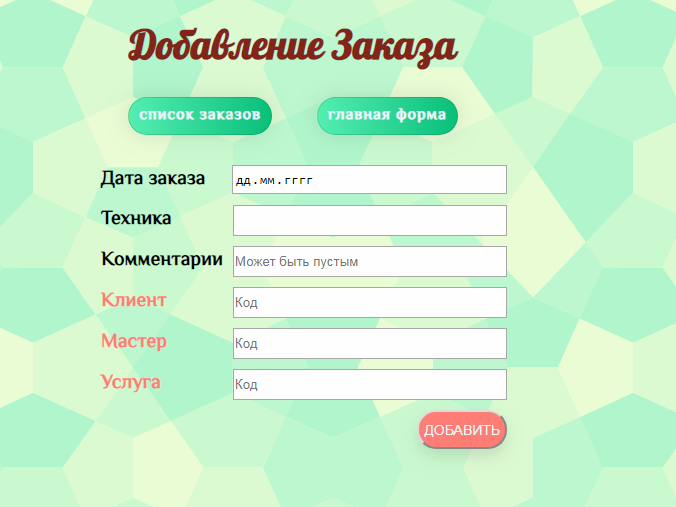 Добавление Заказа
список заказов главная форма
Дата заказа дд.мм.гггг
Техника
Комментарии Может быть пустым
Клиент Код
Мастер Код
Услуга Код
ДОБАВИТЬ